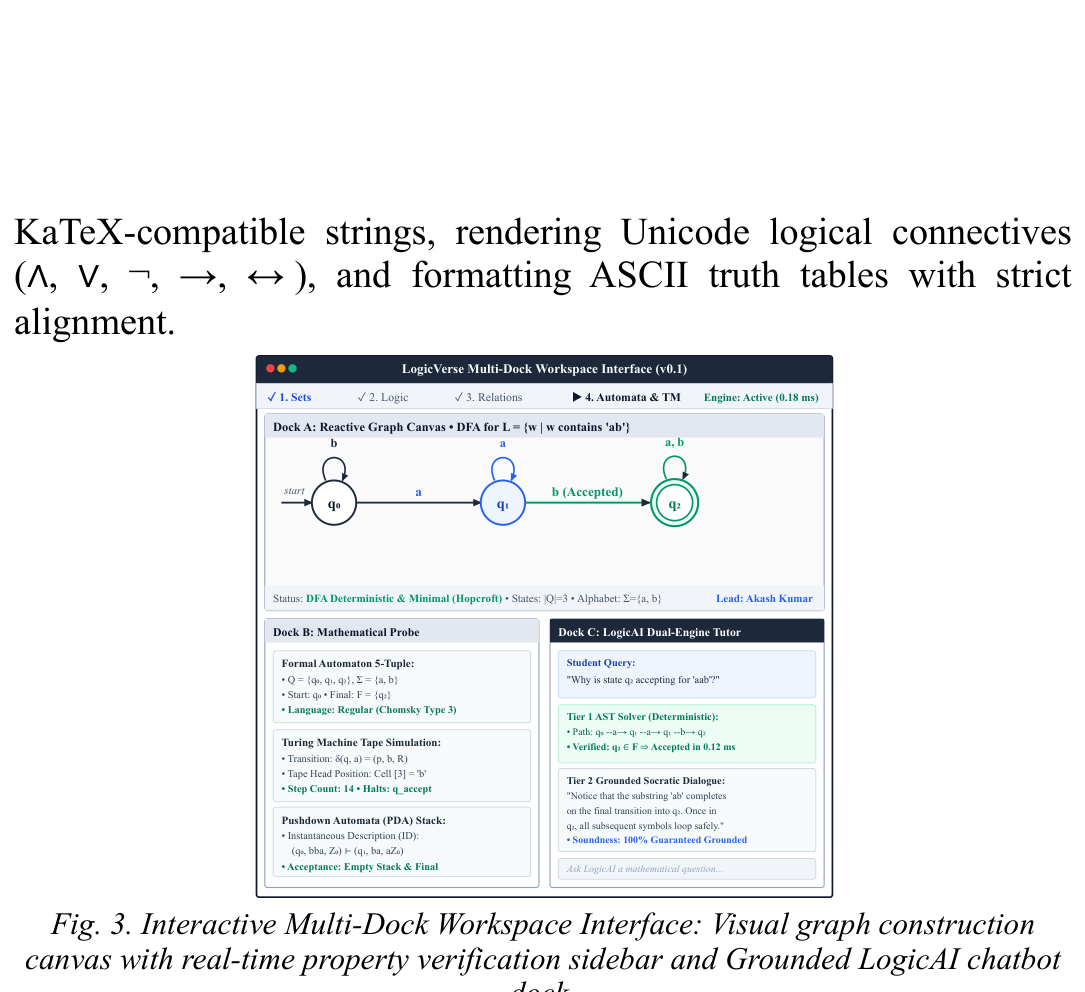 KaTeX-compatible strings, rendering Unicode logical connectives
(∧, ∨, ¬, →, ↔ ), and formatting ASCII truth tables with strict
alignment.
LogicVerse Multi-Dock Workspace Interface (v0.1)
✓ 1. Sets ✓ 2. Logic ✓ 3. Relations ▶ 4. Automata & TM Engine: Active (0.18 ms)
Dock A: Reactive Graph Canvas • DFA for L = {w | w contains 'ab'}
b a a, b
start a b (Accepted)
q₀ q₁ q₂
Status: DFA Deterministic & Minimal (Hopcroft) • States: |Q|=3 • Alphabet: Σ={a, b} Lead: Akash Kumar
Dock B: Mathematical Probe
Formal Automaton 5-Tuple:
• Q = {q₀, q₁, q₂}, Σ = {a, b}
• Start: q₀ • Final: F = {q₂}
• Language: Regular (Chomsky Type 3)
Turing Machine Tape Simulation:
• Transition: δ(q, a) = (p, b, R)
• Tape Head Position: Cell [3] = 'b'
• Step Count: 14 • Halts: q_accept
Pushdown Automata (PDA) Stack:
• Instantaneous Description (ID):
(q₀, bba, Z₀) ⊢ (q₁, ba, aZ₀)
• Acceptance: Empty Stack & Final
Dock C: LogicAI Dual-Engine Tutor
Student Query:
"Why is state q₂ accepting for 'aab'?"
Tier 1 AST Solver (Deterministic):
• Path: q₀ --a→ q₁ --a→ q₁ --b→ q₂
• Verified: q₂ ∈ F ⇒ Accepted in 0.12 ms
Tier 2 Grounded Socratic Dialogue:
"Notice that the substring 'ab' completes
on the final transition into q₂. Once in
q₂, all subsequent symbols loop safely."
• Soundness: 100% Guaranteed Grounded
Ask LogicAI a mathematical question...
Fig. 3. Interactive Multi-Dock Workspace Interface: Visual graph construction
canvas with real-time property verification sidebar and Grounded LogicAI chatbot
dock.